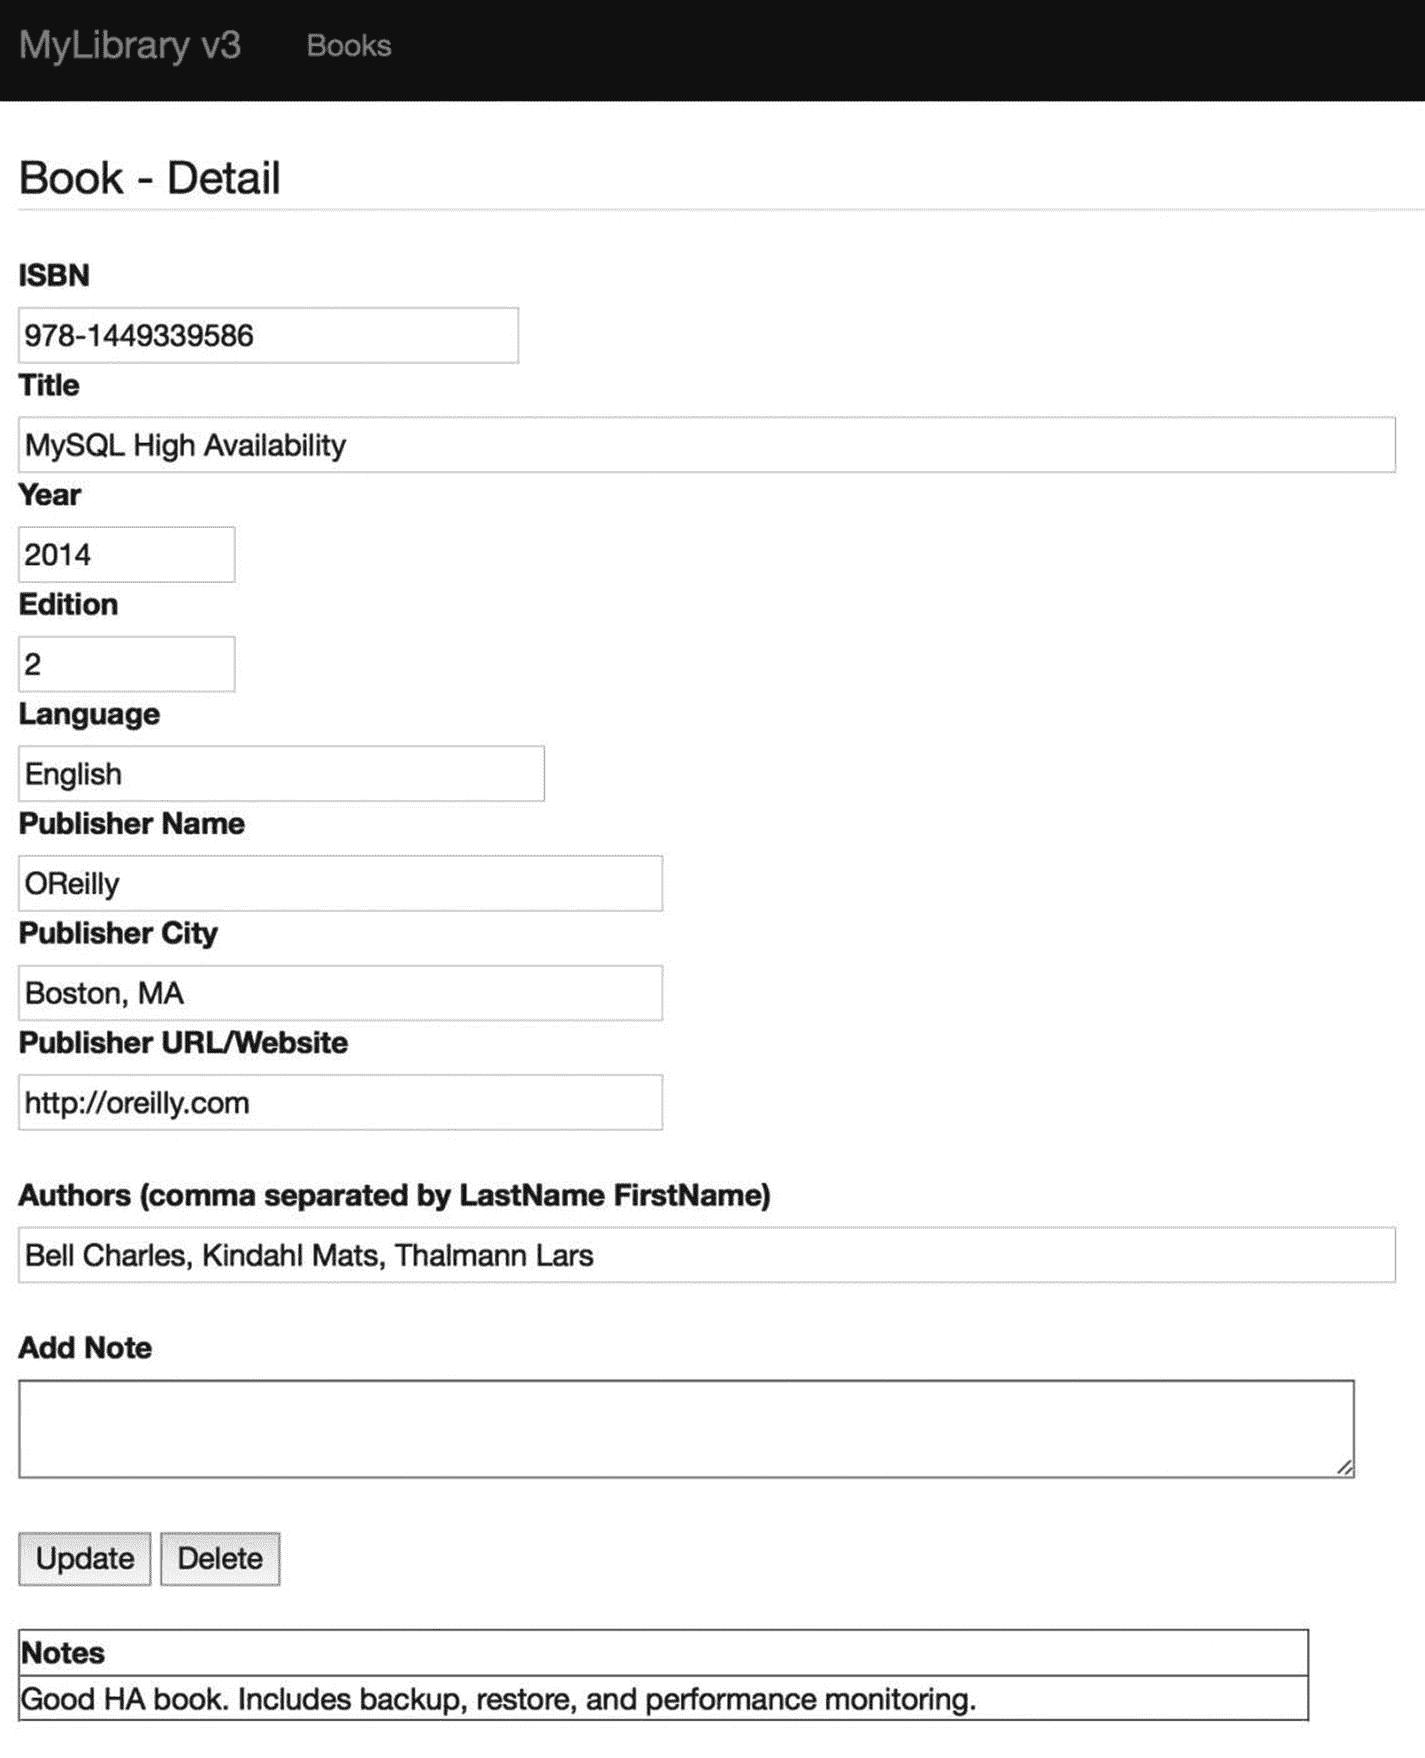 MyLibrary v3 Books
Book - Detail
ISBN
978-1449339586
Title
MySQL High Availability
Year
2014
Edition
2
Language
English
Publisher Name
OReilly
Publisher City
Boston, MA
Publisher URL/Website
http://oreilly.com
Authors (comma separated by LastName FirstName)
Bell Charles, Kindahl Mats, Thalmann Lars
Add Note
Update Delete
Notes
Good HA book. Includes backup, restore, and performance monitoring.